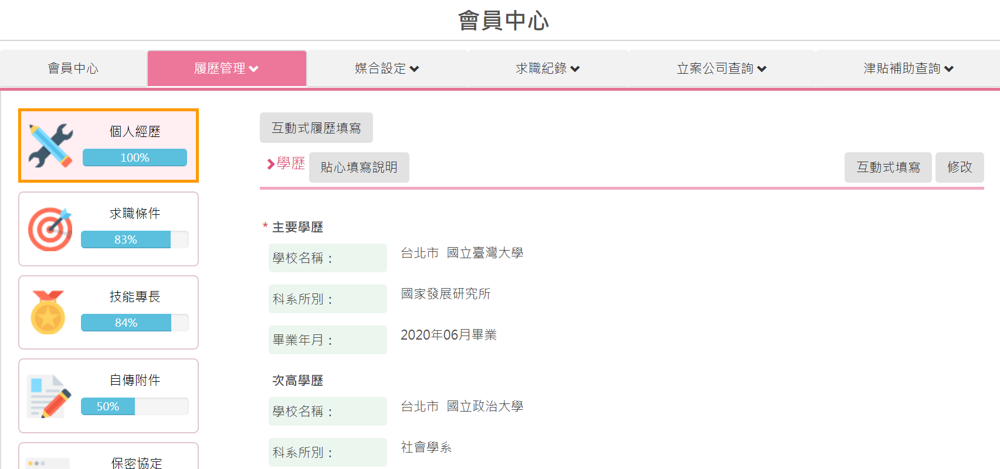 會員中心
會員中心 履歷管理 媒合設定 求職紀錄 立案公司查詢 津貼補助查詢
個人經歷
100%
求職條件
83%
技能專長
84%
自傳附件
50%
保密協定
互動式履歷填寫
學歷 貼心填寫說明 互動式填寫 修改
* 主要學歷
學校名稱： 台北市 國立臺灣大學
科系所別： 國家發展研究所
畢業年月： 2020年06月畢業
次高學歷
學校名稱： 台北市 國立政治大學
科系所別： 社會學系